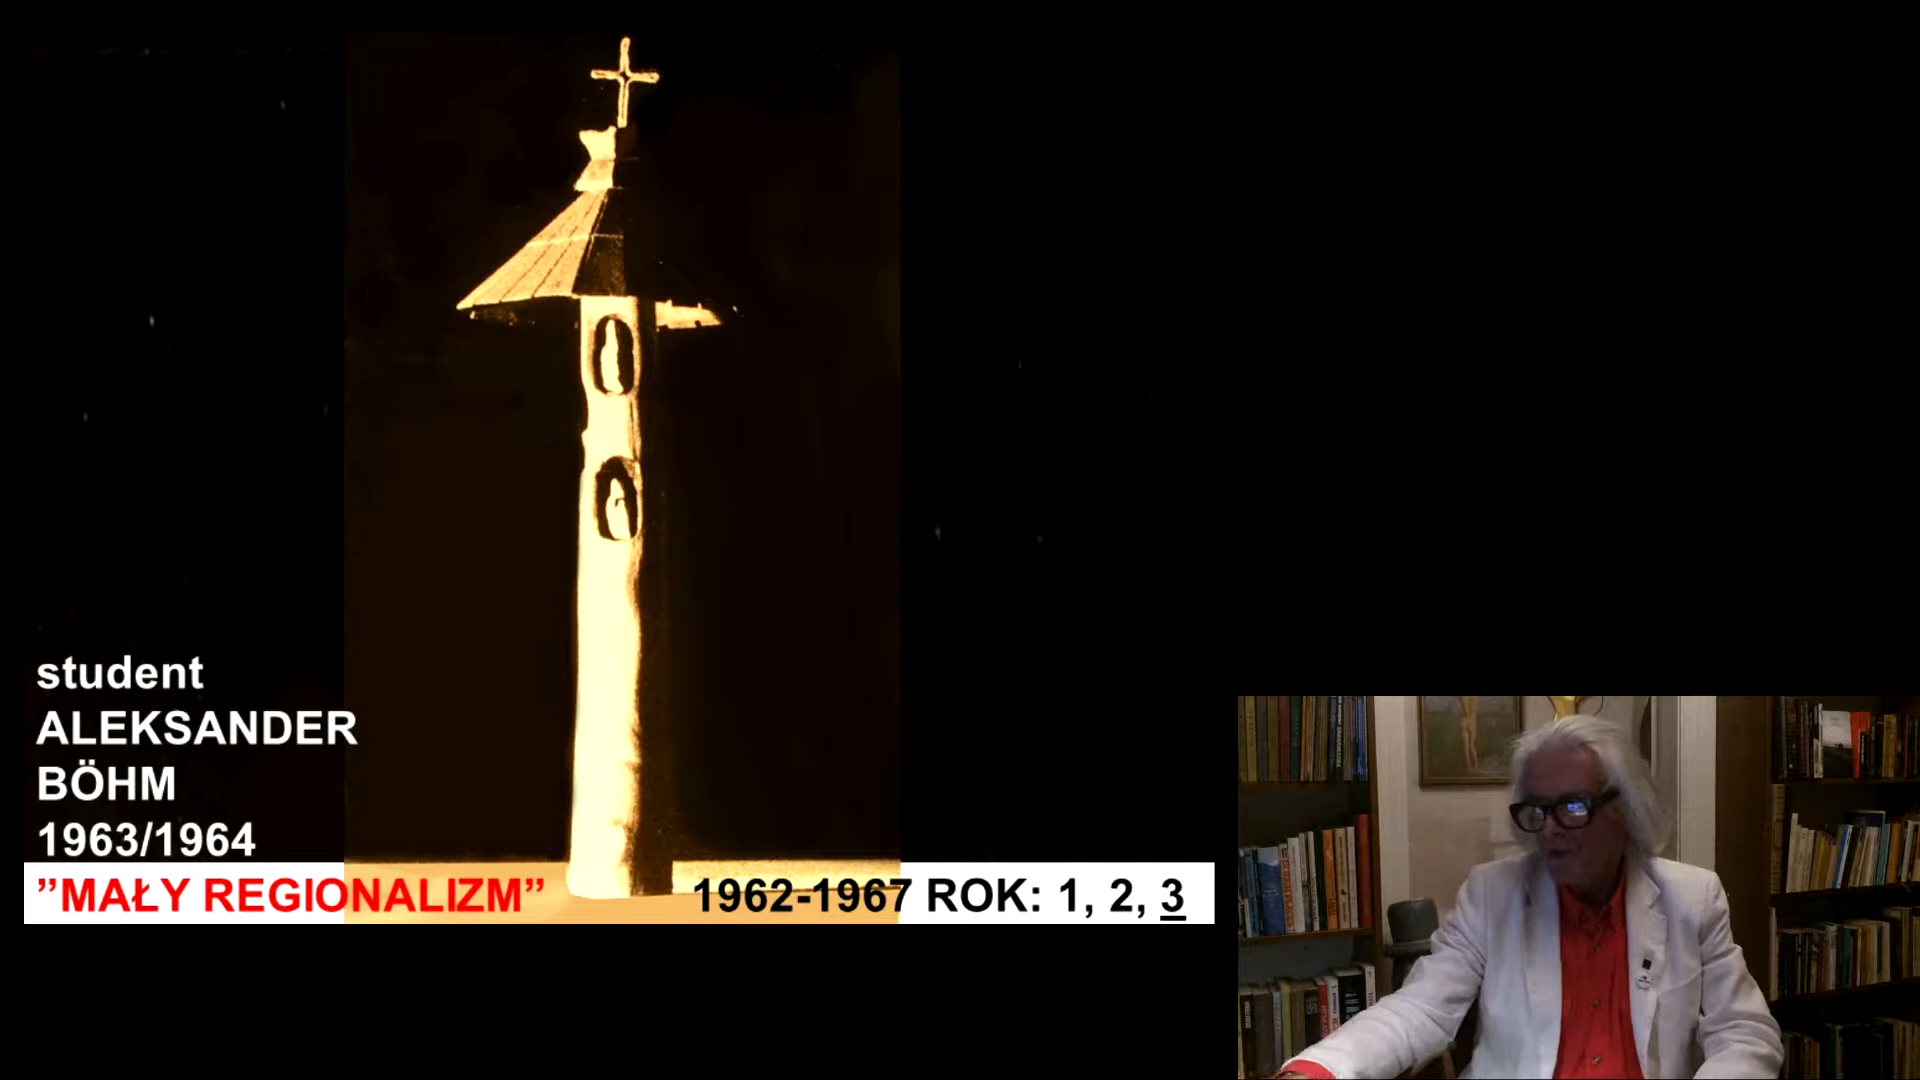 student
ALEKSANDER
BÖHM
1963/1964
”MAŁY REGIONALIZM” 1962-1967 ROK: 1, 2, 3